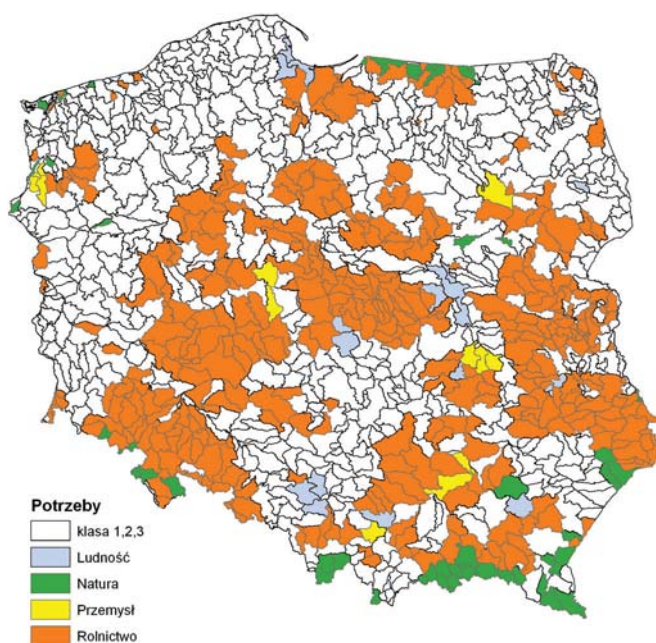 Potrzeby
klasa 1,2,3
Ludność
Natura
Przemysł
Rolnictwo